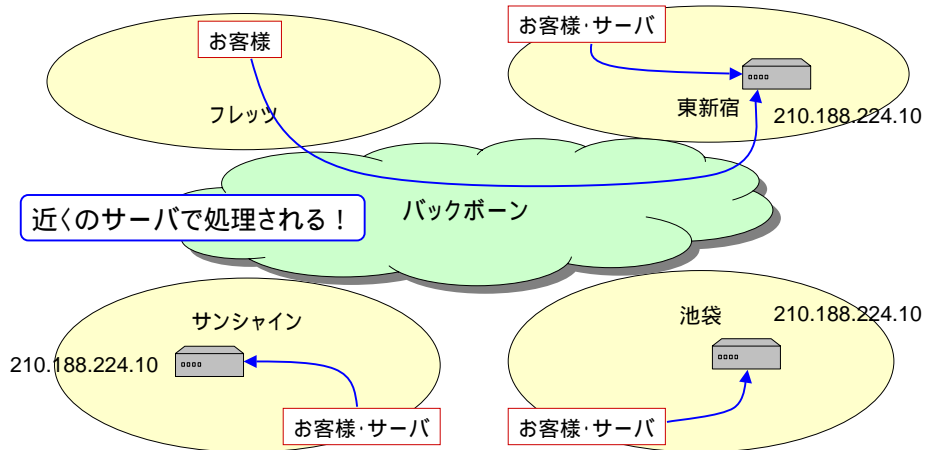 お客様
フレッツ
お客様・サーバ
東新宿
210.188.224.10
近くのサーバで処理される！
バックボーン
サンシャイン
210.188.224.10
お客様・サーバ
池袋
210.188.224.10
お客様・サーバ